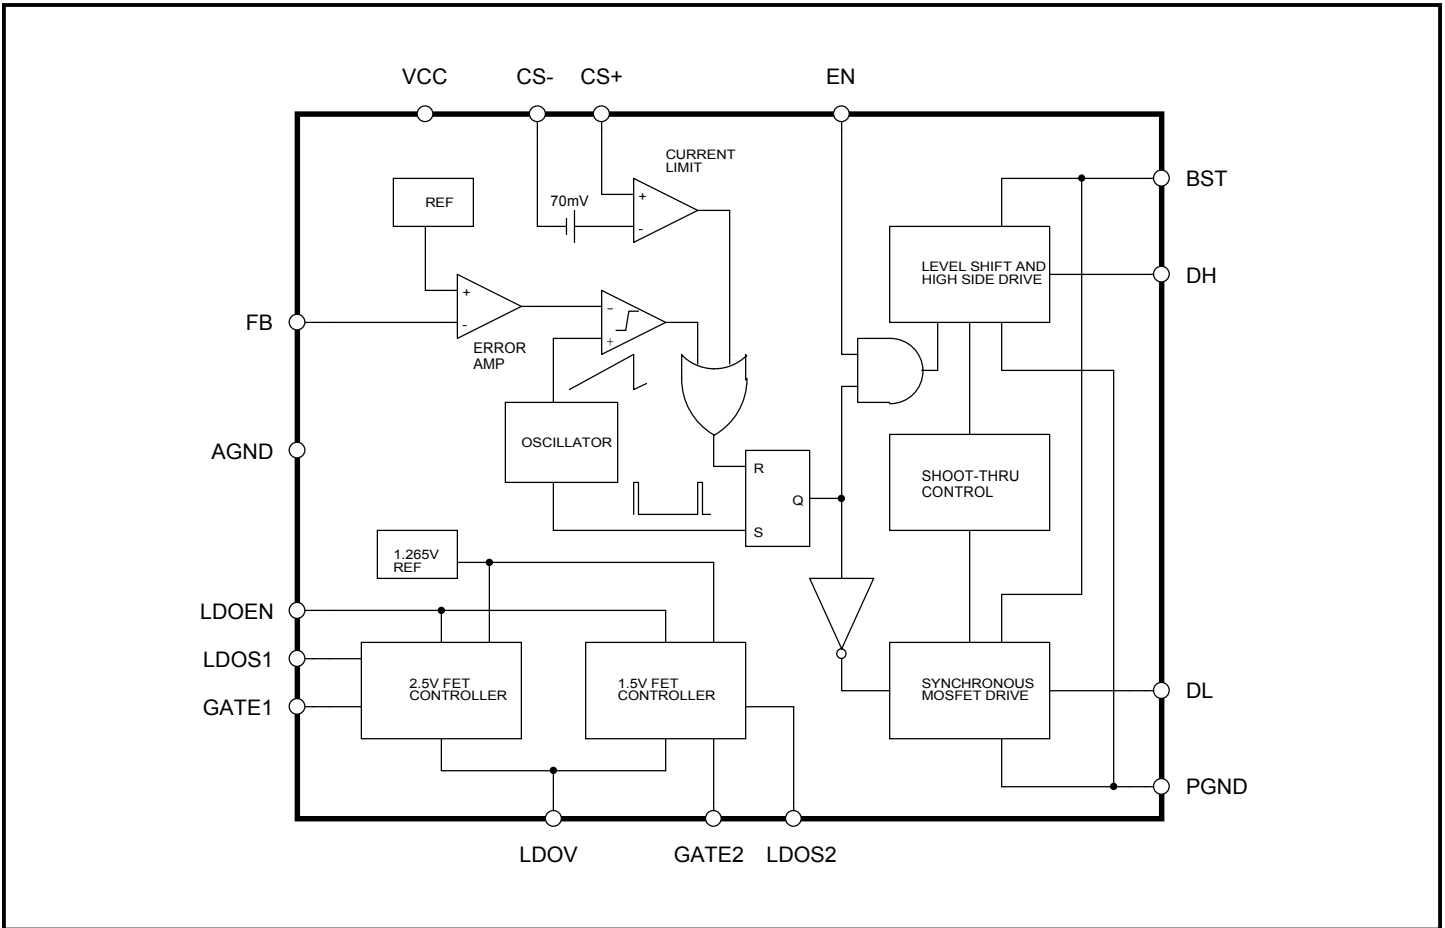 VCC
CS-
CS+
EN
CURRENT
LIMIT
BST
REF
70mV
+
-
LEVEL SHIFT AND
HIGH SIDE DRIVE
DH
FB
+
-
ERROR
AMP
-
+
OSCILLATOR
AGND
R
Q
S
SHOOT-THRU
CONTROL
1.265V
REF
LDOEN
LDOS1
GATE1
2.5V FET
CONTROLLER
1.5V FET
CONTROLLER
SYNCHRONOUS
MOSFET DRIVE
DL
PGND
LDOV
GATE2
LDOS2